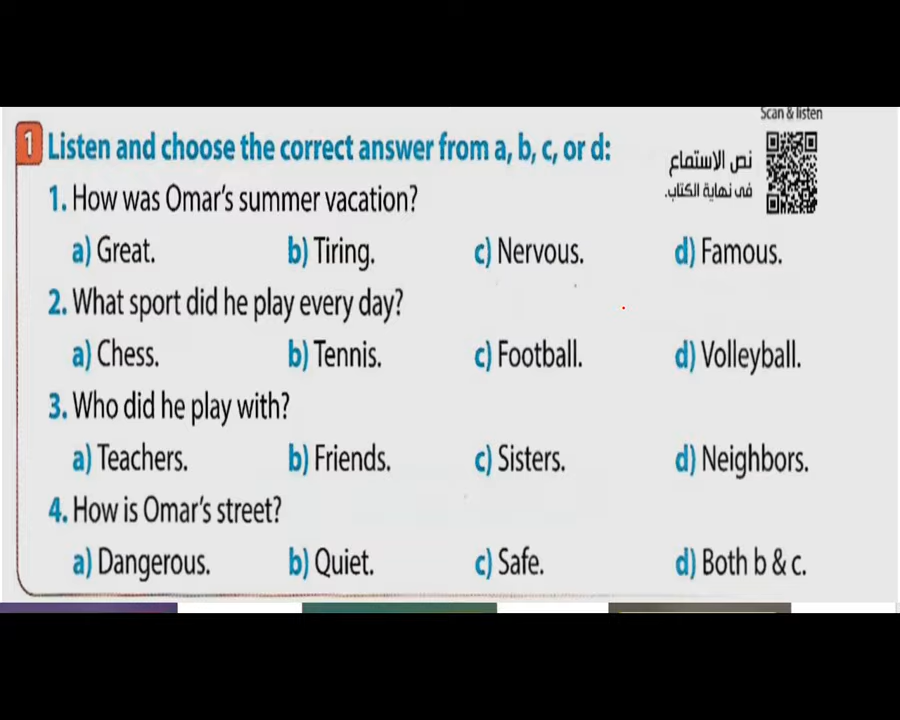 Scan & listen
1 Listen and choose the correct answer from a, b, c, or d:
نص الاستماع
فى نهاية الكتاب.
1. How was Omar's summer vacation?
a) Great. b) Tiring. c) Nervous. d) Famous.
2. What sport did he play every day?
a) Chess. b) Tennis. c) Football. d) Volleyball.
3. Who did he play with?
a) Teachers. b) Friends. c) Sisters. d) Neighbors.
4. How is Omar's street?
a) Dangerous. b) Quiet. c) Safe. d) Both b & c.